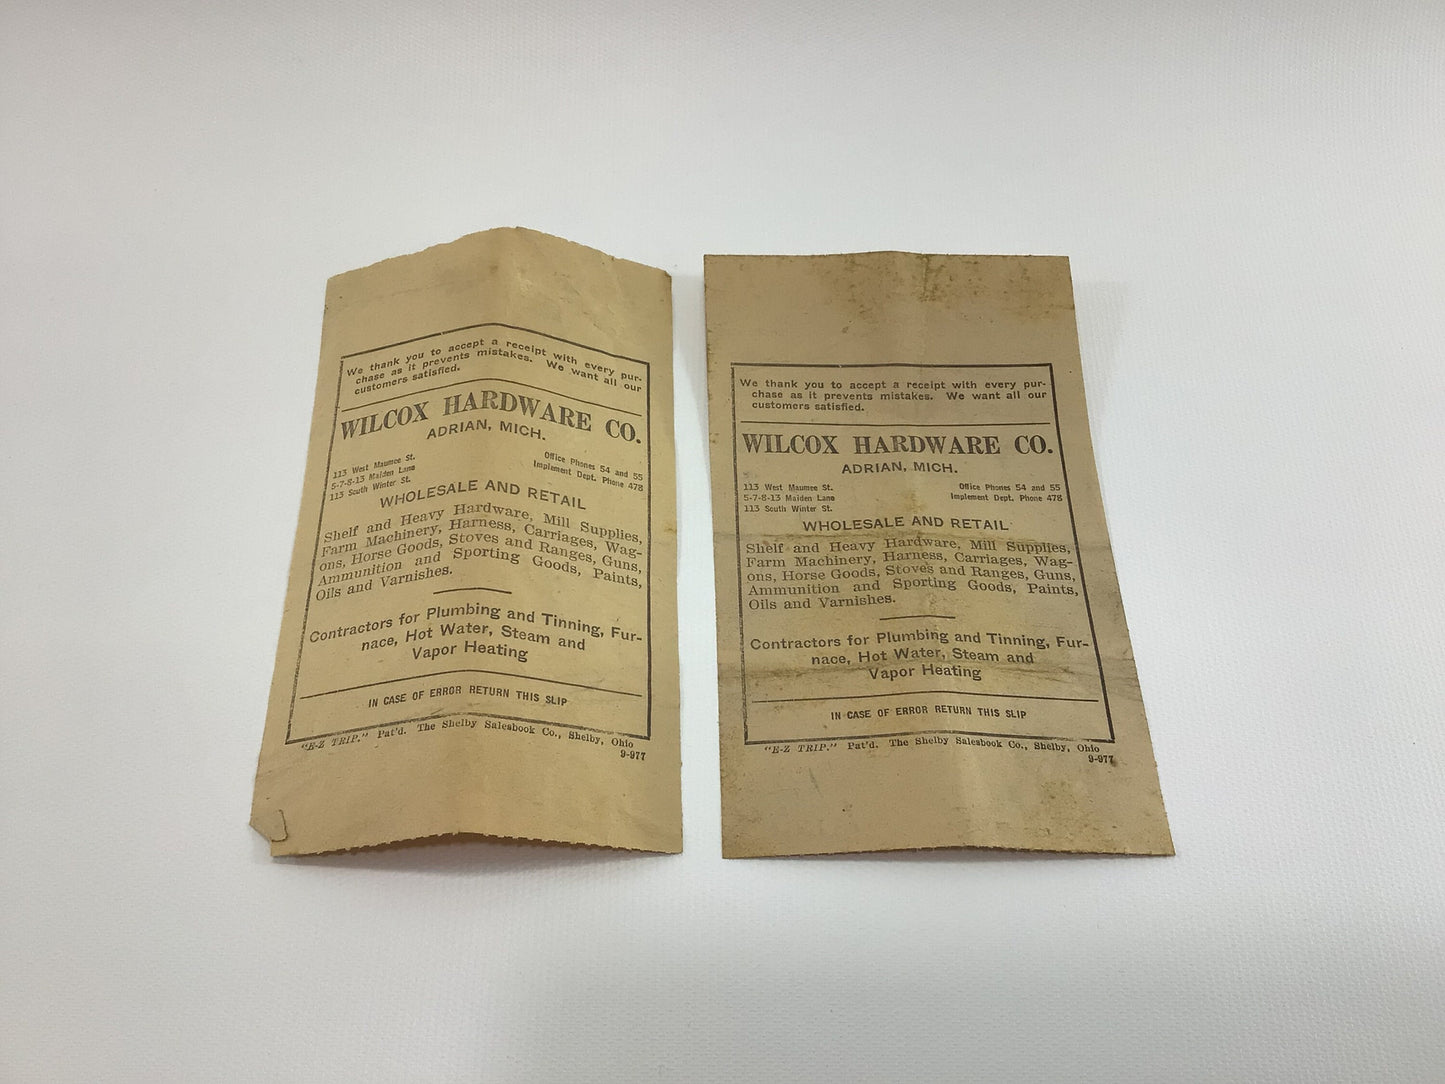 We thank you to accept a receipt with every pur-
chase as it prevents mistakes. We want all our
customers satisfied.
WILCOX HARDWARE CO.
ADRIAN, MICH.
113 West Maumee St.
5-7-8-13 Maiden Lane
113 South Winter St.
Office Phones 54 and 55
Implement Dept. Phone 478
WHOLESALE AND RETAIL
Shelf and Heavy Hardware, Mill Supplies,
Farm Machinery, Harness, Carriages, Wag-
ons, Horse Goods, Stoves and Ranges, Guns,
Ammunition and Sporting Goods, Paints,
Oils and Varnishes.
Contractors for Plumbing and Tinning, Fur-
nace, Hot Water, Steam and
Vapor Heating
IN CASE OF ERROR RETURN THIS SLIP
"E-Z TRIP." Pat'd. The Shelby Salesbook Co., Shelby, Ohio
9-977
We thank you to accept a receipt with every pur-
chase as it prevents mistakes. We want all our
customers satisfied.
WILCOX HARDWARE CO.
ADRIAN, MICH.
113 West Maumee St.
5-7-8-13 Maiden Lane
113 South Winter St.
Office Phones 54 and 55
Implement Dept. Phone 478
WHOLESALE AND RETAIL
Shelf and Heavy Hardware, Mill Supplies,
Farm Machinery, Harness, Carriages, Wag-
ons, Horse Goods, Stoves and Ranges, Guns,
Ammunition and Sporting Goods, Paints,
Oils and Varnishes.
Contractors for Plumbing and Tinning, Fur-
nace, Hot Water, Steam and
Vapor Heating
IN CASE OF ERROR RETURN THIS SLIP
"E-Z TRIP." Pat'd. The Shelby Salesbook Co., Shelby, Ohio
9-977